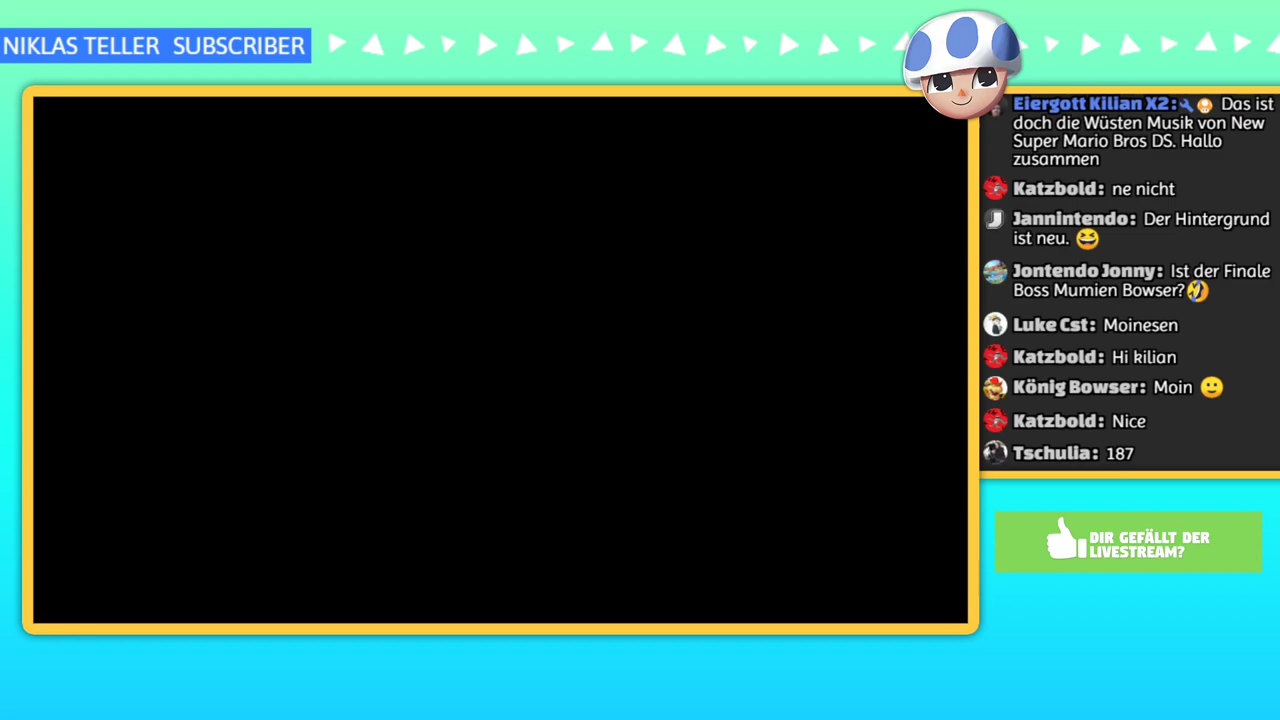 NIKLAS TELLER SUBSCRIBER
Eiergott Kilian X2: Das ist
doch die Wüsten Musik von New
Super Mario Bros DS. Hallo
zusammen
Katzbold: ne nicht
Jannintendo: Der Hintergrund
ist neu. 😆
Jontendo Jonny: Ist der Finale
Boss Mumien Bowser?🤣
Luke Cst: Moinesen
Katzbold: Hi kilian
König Bowser: Moin 🙂
Katzbold: Nice
Tschulia: 187
DIR GEFÄLLT DER
LIVESTREAM?